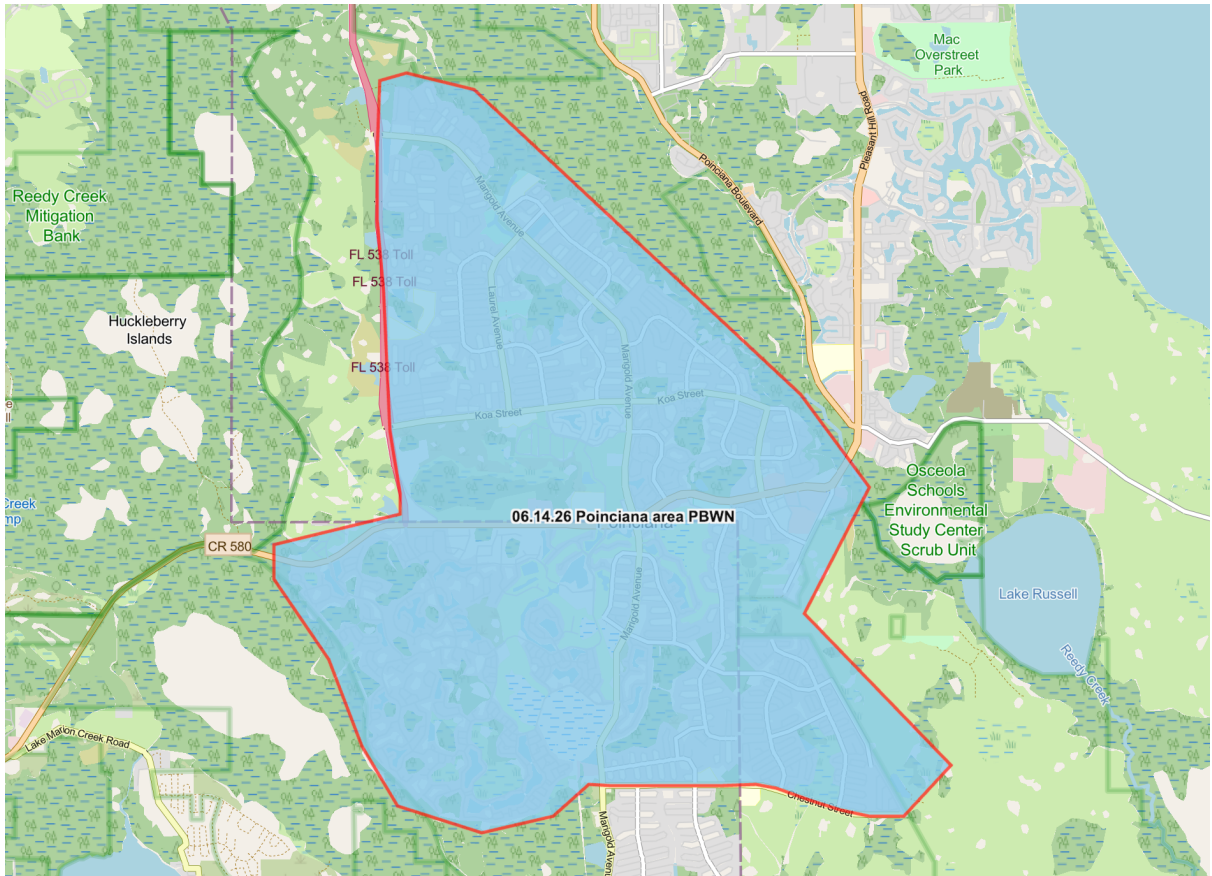 Mac
Overstreet
Park
Pleasant Hill Road
Poinciana Boulevard
Reedy Creek
Mitigation
Bank
Marigold Avenue
FL 538 Toll
FL 538 Toll
Laurel Avenue
Huckleberry
Islands
Marigold Avenue
FL 538 Toll
Koa Street
Koa Street
Osceola
Schools
Environmental
Study Center
Scrub Unit
Creek
06.14.26 Poinciana area PBWN
Poinciana
CR 580
Lake Russell
Marigold Avenue
Reedy Creek
Lake Marion Creek Road
Chestnut Street
Marigold Avenu